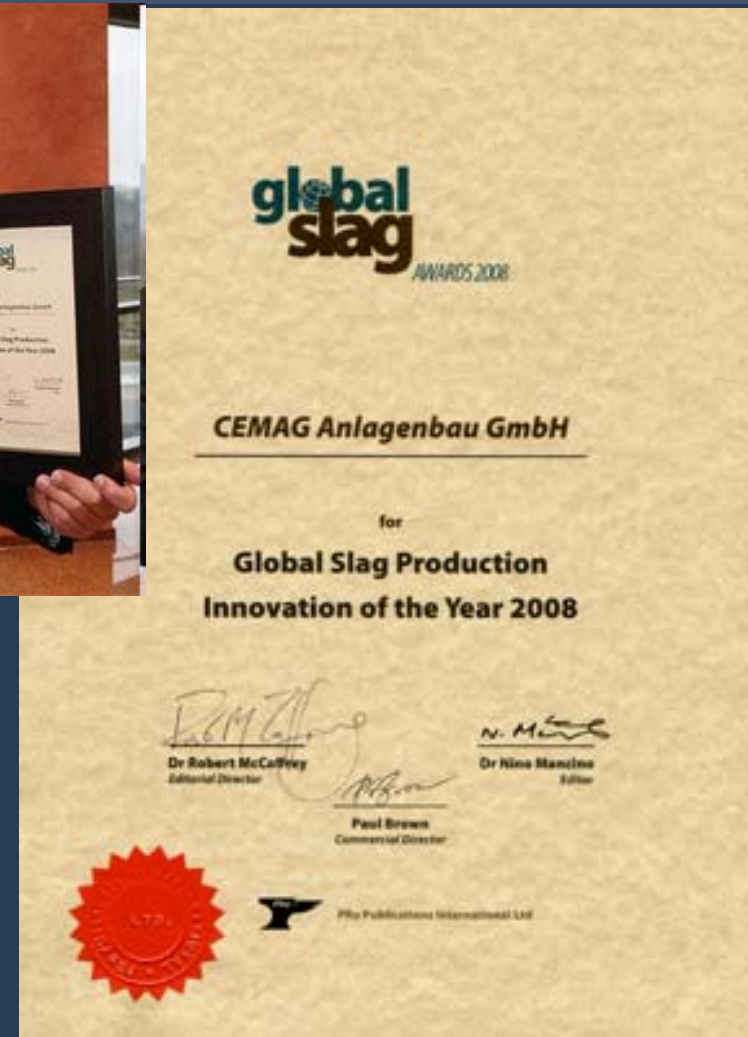 global
slag
AWARDS 2008
CEMAG Anlagenbau GmbH
for
Global Slag Production
Innovation of the Year 2008
Dr Robert McCaffrey
Editorial Director
N. M
Dr Nino Mancino
Editor
Paul Brown
Commercial Director
PRo Publications International Ltd